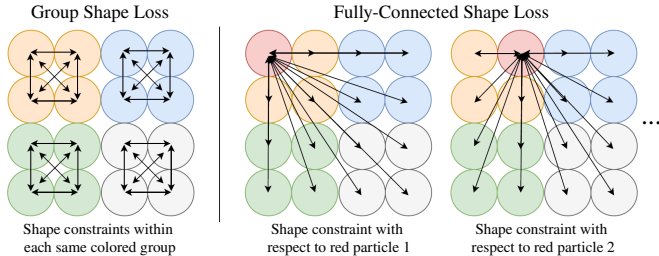 Group Shape Loss
Fully-Connected Shape Loss
...
Shape constraints within
each same colored group
Shape constraint with
respect to red particle 1
Shape constraint with
respect to red particle 2